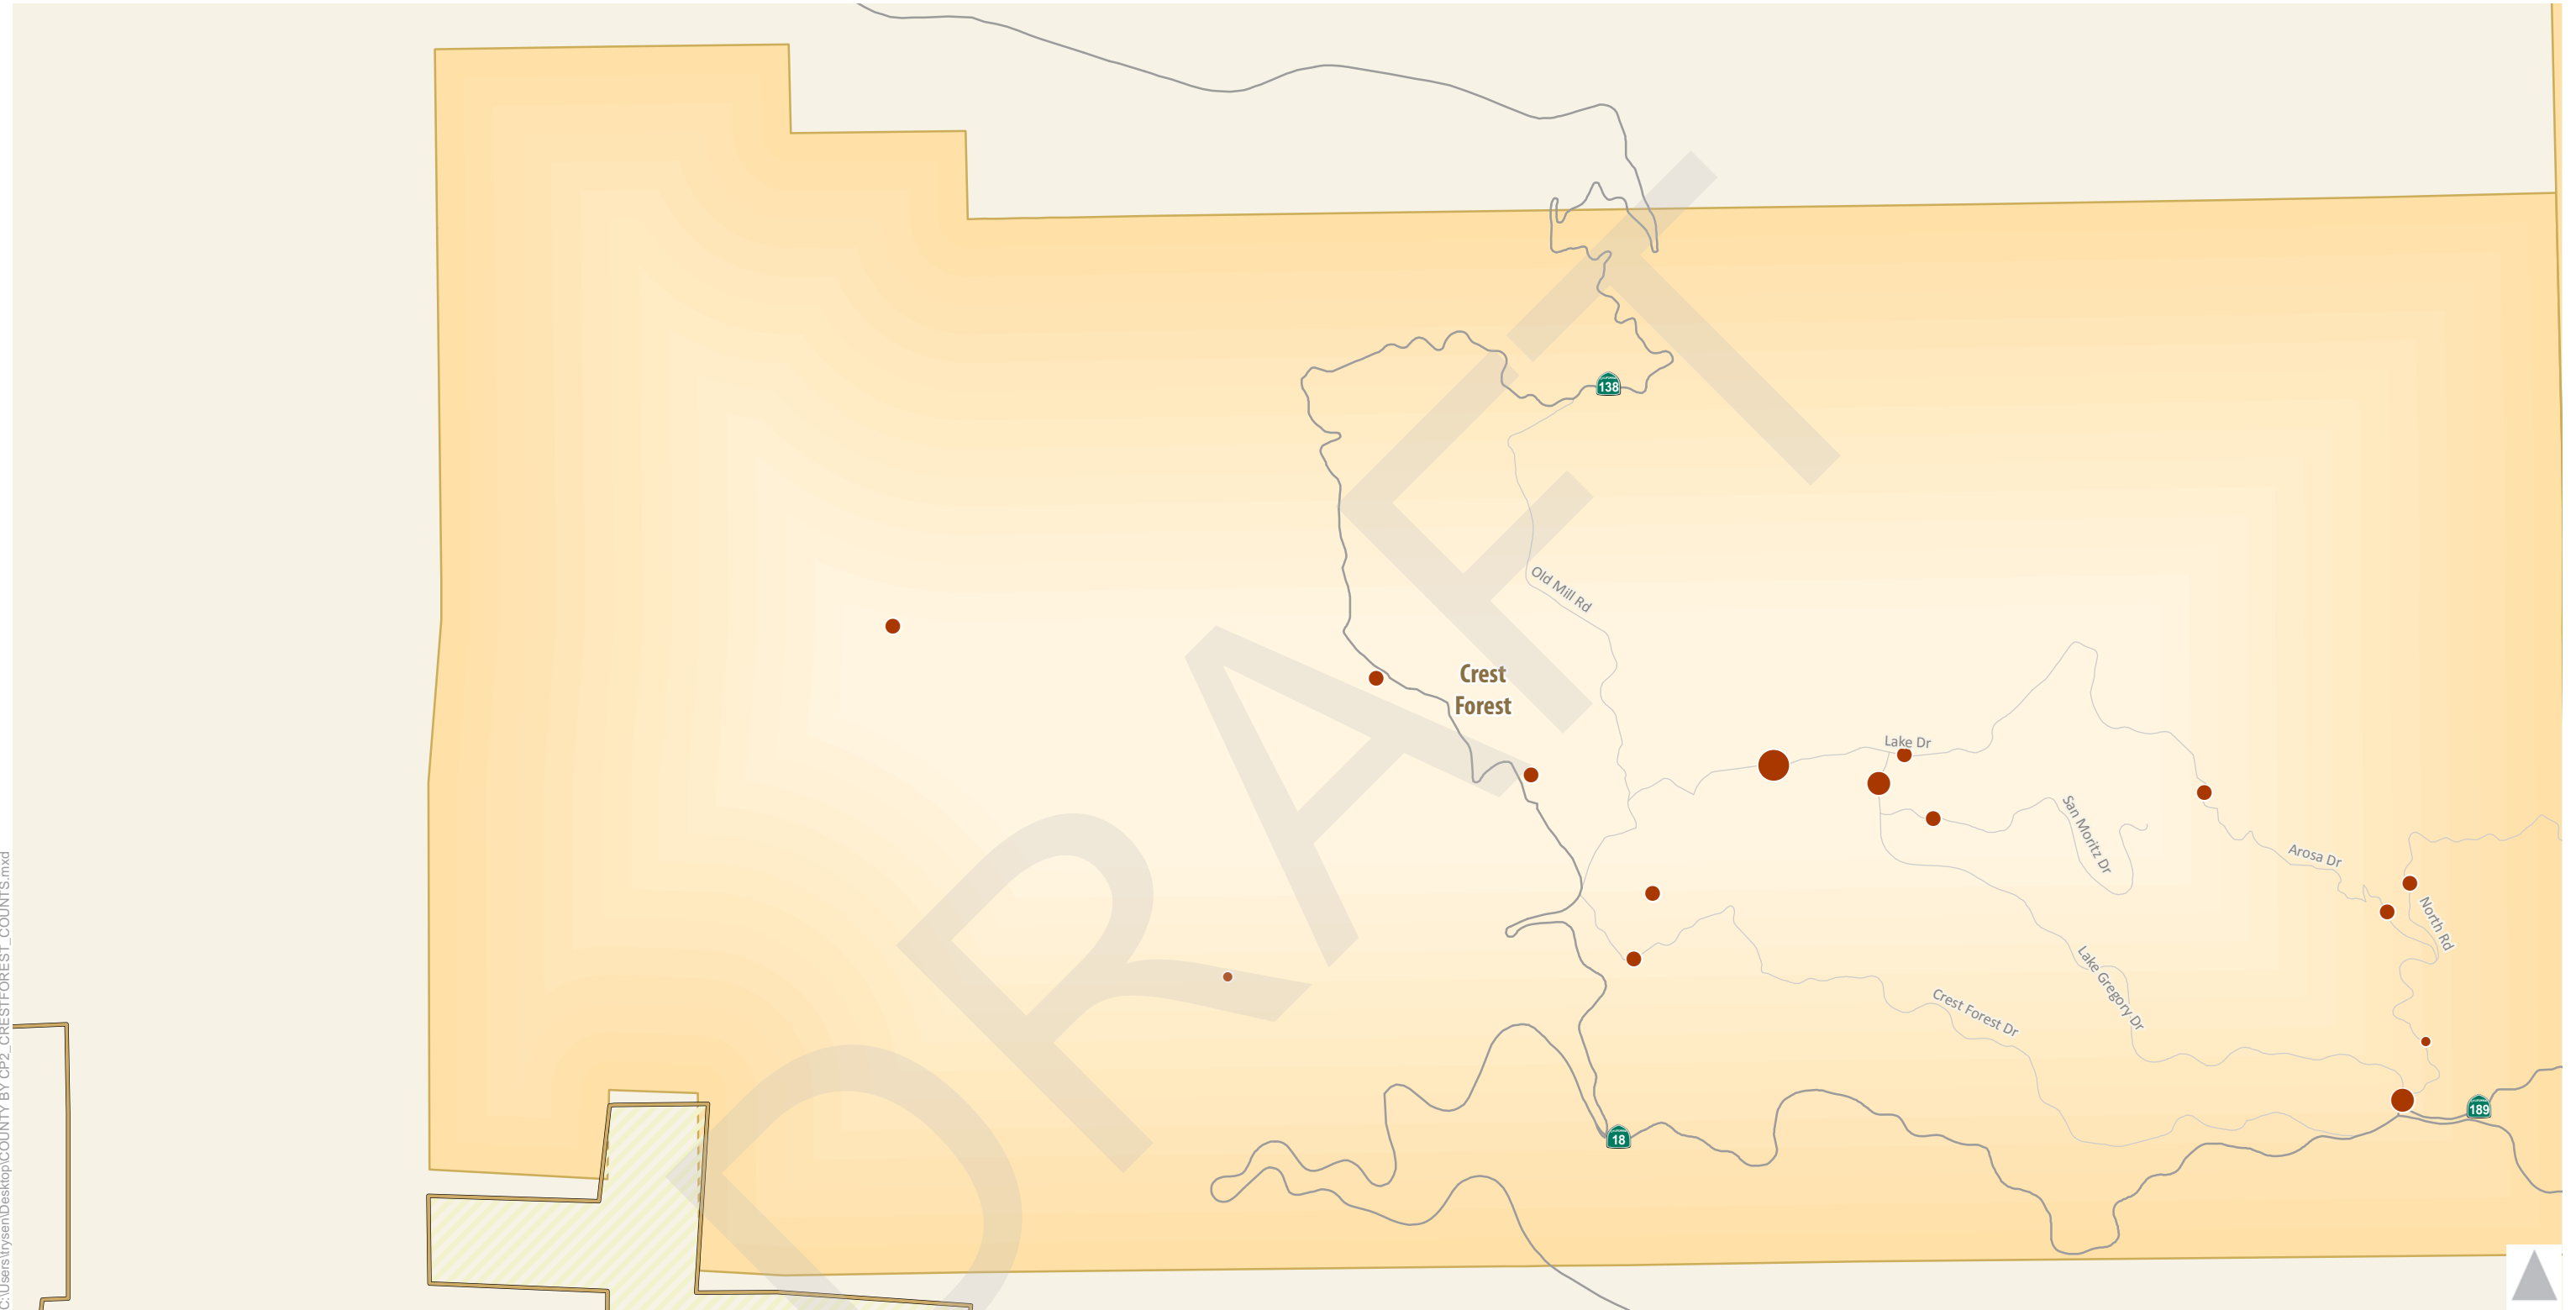 138
Old Mill Rd
Crest
Forest
Lake Dr
San Moritz Dr
Arosa Dr
North Rd
Lake Gregory Dr
Crest Forest Dr
189
18
DRAFT
C:\Users\trysen\Desktop\COUNTY BY CP2_CRESTFOREST_COUNTS.mxd